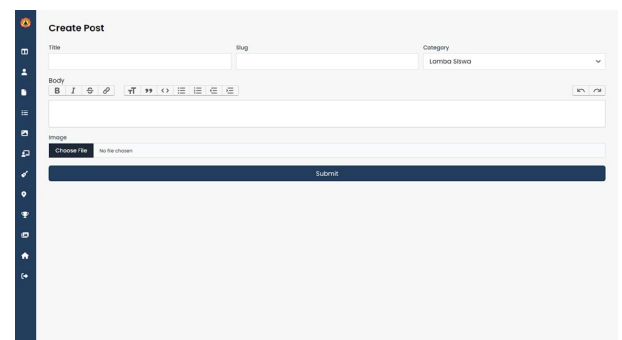 Create Post
Title Slug Category
Lomba Siswa
Body
Image
Choose File No file chosen
Submit